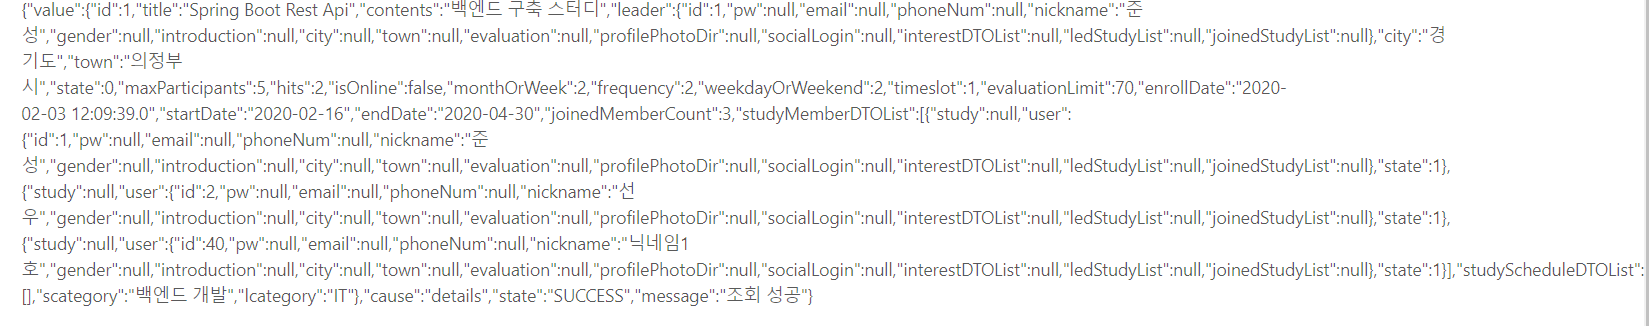 {"value":{"id":1,"title":"Spring Boot Rest Api","contents":"백엔드 구축 스터디","leader":{"id":1,"pw":null,"email":null,"phoneNum":null,"nickname":"준
성","gender":null,"introduction":null,"city":null,"town":null,"evaluation":null,"profilePhotoDir":null,"socialLogin":null,"interestDTOList":null,"ledStudyList":null,"joinedStudyList":null},"city":"경
기도","town":"의정부
시","state":0,"maxParticipants":5,"hits":2,"isOnline":false,"monthOrWeek":2,"frequency":2,"weekdayOrWeekend":2,"timeslot":1,"evaluationLimit":70,"enrollDate":"2020-
02-03 12:09:39.0","startDate":"2020-02-16","endDate":"2020-04-30","joinedMemberCount":3,"studyMemberDTOList":[{"study":null,"user":
{"id":1,"pw":null,"email":null,"phoneNum":null,"nickname":"준
성","gender":null,"introduction":null,"city":null,"town":null,"evaluation":null,"profilePhotoDir":null,"socialLogin":null,"interestDTOList":null,"ledStudyList":null,"joinedStudyList":null},"state":1},
{"study":null,"user":{"id":2,"pw":null,"email":null,"phoneNum":null,"nickname":"선
우","gender":null,"introduction":null,"city":null,"town":null,"evaluation":null,"profilePhotoDir":null,"socialLogin":null,"interestDTOList":null,"ledStudyList":null,"joinedStudyList":null},"state":1},
{"study":null,"user":{"id":40,"pw":null,"email":null,"phoneNum":null,"nickname":"닉네임1
호","gender":null,"introduction":null,"city":null,"town":null,"evaluation":null,"profilePhotoDir":null,"socialLogin":null,"interestDTOList":null,"ledStudyList":null,"joinedStudyList":null},"state":1}],"studyScheduleDTOList":
[],"scategory":"백엔드 개발","lcategory":"IT"},"cause":"details","state":"SUCCESS","message":"조회 성공"}